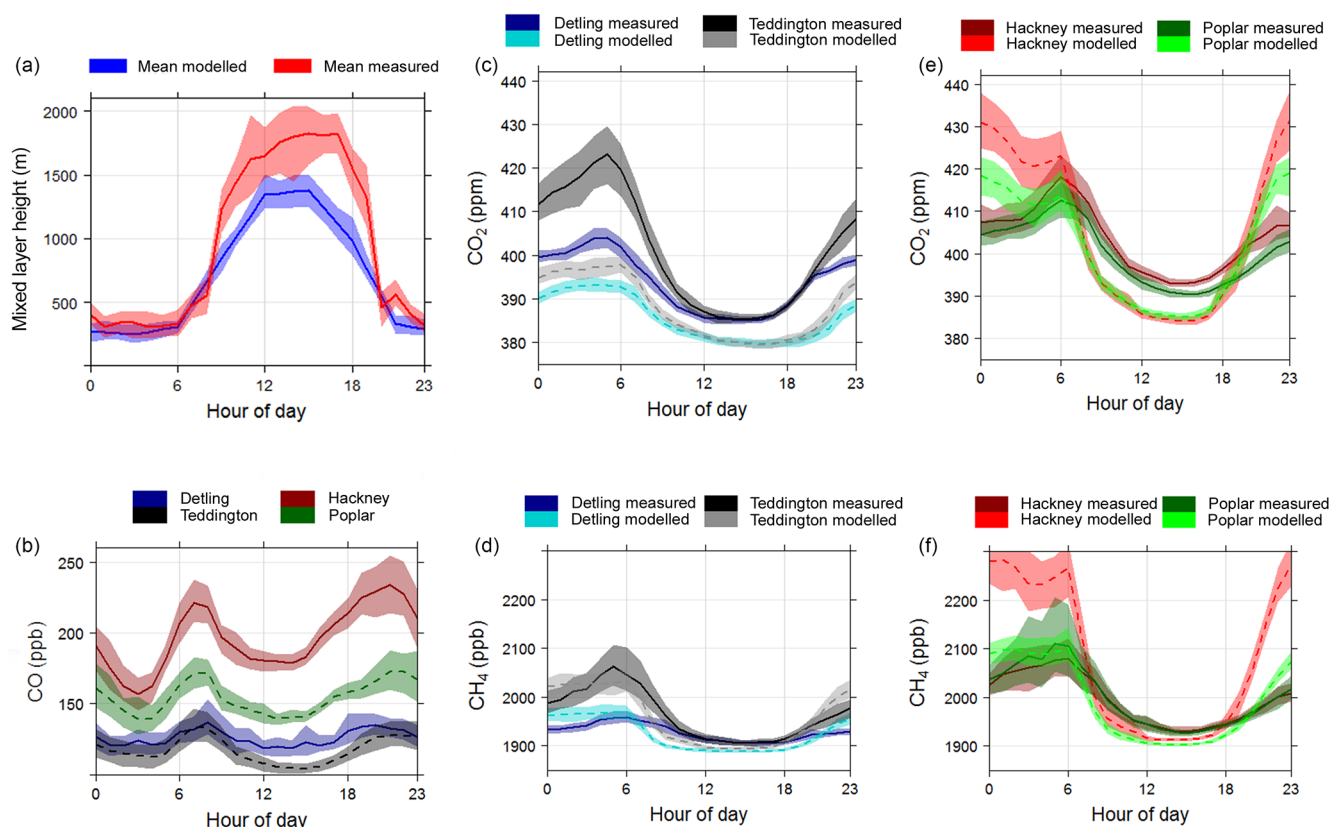 (a)
Mean modelled
Mean measured
2000
1500
1000
500
Mixed layer height (m)
0
6
12
18
23
Hour of day
(c)
Detling measured
Detling modelled
Teddington measured
Teddington modelled
440
430
420
410
400
390
380
CO2 (ppm)
0
6
12
18
23
Hour of day
(e)
Hackney measured
Hackney modelled
Poplar measured
Poplar modelled
440
430
420
410
400
390
380
CO2 (ppm)
0
6
12
18
23
Hour of day
(b)
Detling
Teddington
Hackney
Poplar
250
200
150
CO (ppb)
0
6
12
18
23
Hour of day
(d)
Detling measured
Detling modelled
Teddington measured
Teddington modelled
2200
2100
2000
1900
CH4 (ppb)
0
6
12
18
23
Hour of day
(f)
Hackney measured
Hackney modelled
Poplar measured
Poplar modelled
2200
2100
2000
1900
CH4 (ppb)
0
6
12
18
23
Hour of day